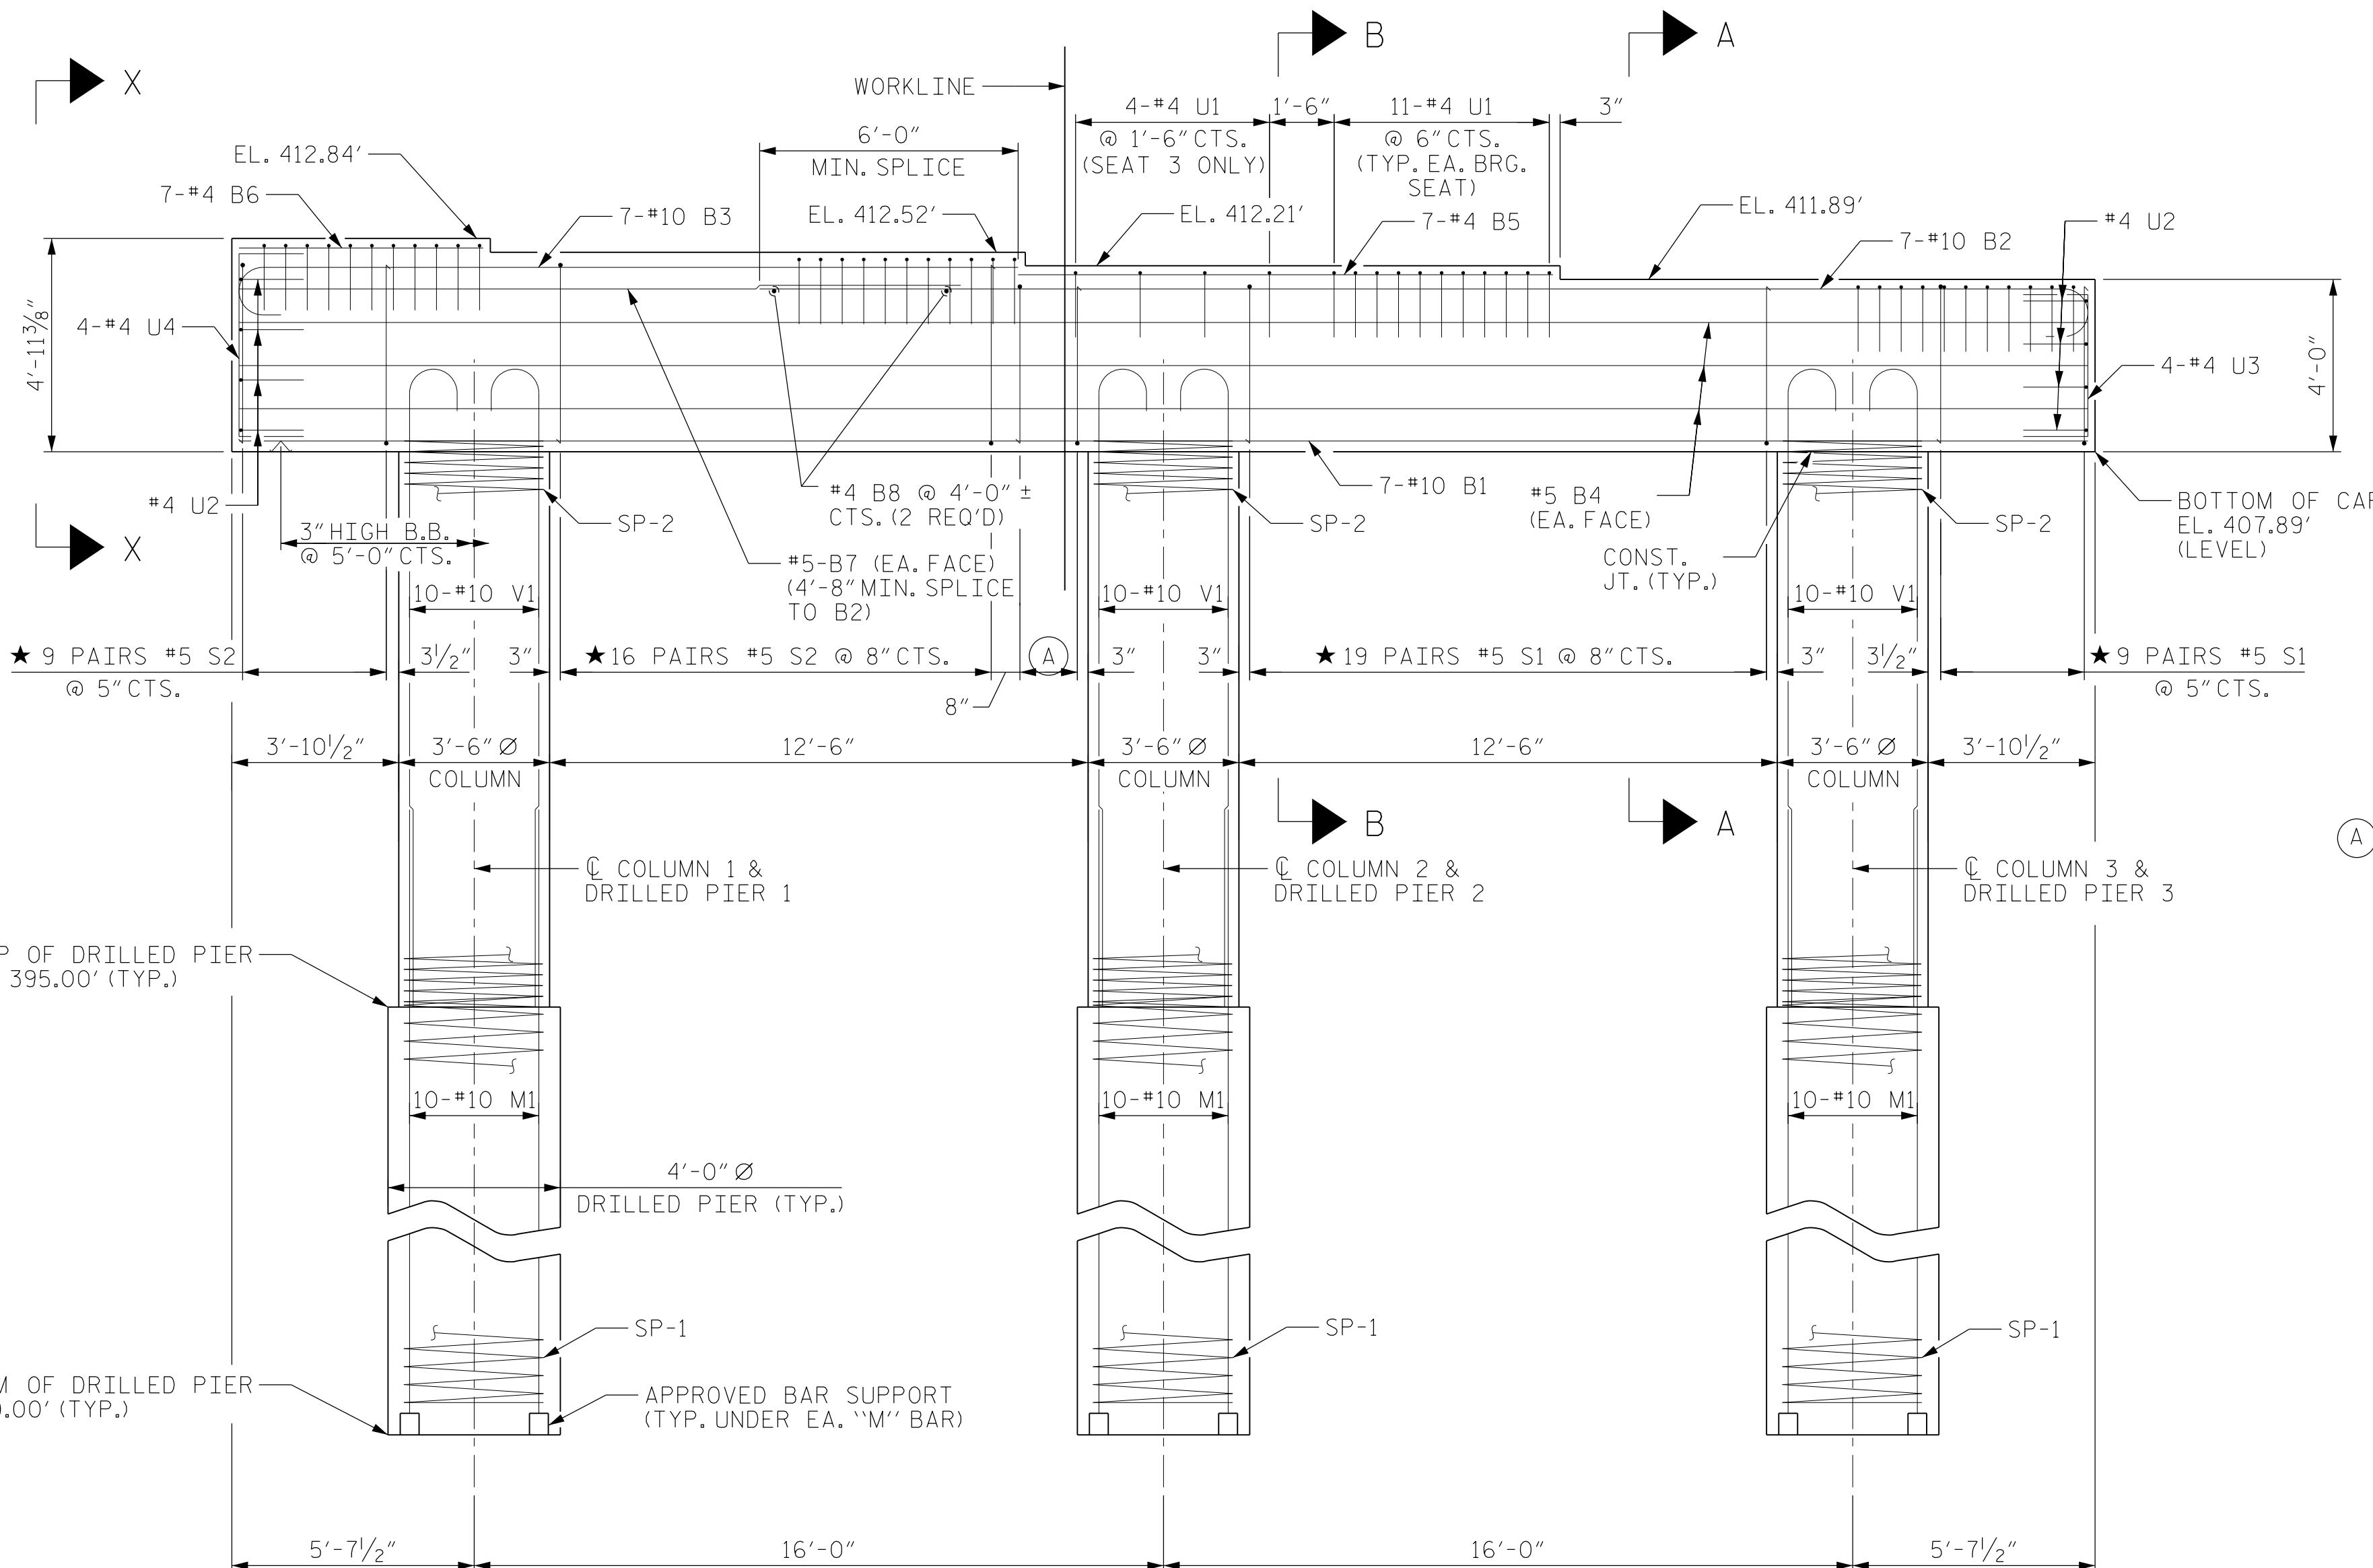 B
A
X
WORKLINE
4-#4 U1
1'-6"
11-#4 U1
3"
@ 1'-6" CTS.
(SEAT 3 ONLY)
@ 6" CTS.
(TYP. EA. BRG.
SEAT)
6'-0"
MIN. SPLICE
EL. 412.84'
7-#4 B6
7-#10 B3
EL. 412.52'
EL. 412.21'
7-#4 B5
EL. 411.89'
#4 U2
7-#10 B2
4'-11 3/8"
4-#4 U4
4-#4 U3
4'-0"
#4 U2
3" HIGH B.B.
@ 5'-0" CTS.
SP-2
#4 B8 @ 4'-0" ±
CTS. (2 REQ'D)
#5-B7 (EA. FACE)
(4'-8" MIN. SPLICE
TO B2)
SP-2
7-#10 B1
#5 B4
(EA. FACE)
CONST.
JT. (TYP.)
SP-2
BOTTOM OF CAP
EL. 407.89'
(LEVEL)
X
10-#10 V1
10-#10 V1
10-#10 V1
★ 9 PAIRS #5 S2
@ 5" CTS.
3 1/2"
3"
★ 16 PAIRS #5 S2 @ 8" CTS.
8"
A
3"
3"
★ 19 PAIRS #5 S1 @ 8" CTS.
3"
3 1/2"
★ 9 PAIRS #5 S1
@ 5" CTS.
3'-10 1/2"
3'-6" Ø
COLUMN
12'-6"
3'-6" Ø
COLUMN
12'-6"
3'-6" Ø
COLUMN
3'-10 1/2"
B
A
A
℄ COLUMN 1 &
DRILLED PIER 1
℄ COLUMN 2 &
DRILLED PIER 2
℄ COLUMN 3 &
DRILLED PIER 3
P OF DRILLED PIER
395.00' (TYP.)
10-#10 M1
10-#10 M1
10-#10 M1
4'-0" Ø
DRILLED PIER (TYP.)
SP-1
SP-1
SP-1
M OF DRILLED PIER
.00' (TYP.)
APPROVED BAR SUPPORT
(TYP. UNDER EA. "M" BAR)
5'-7 1/2"
16'-0"
16'-0"
5'-7 1/2"